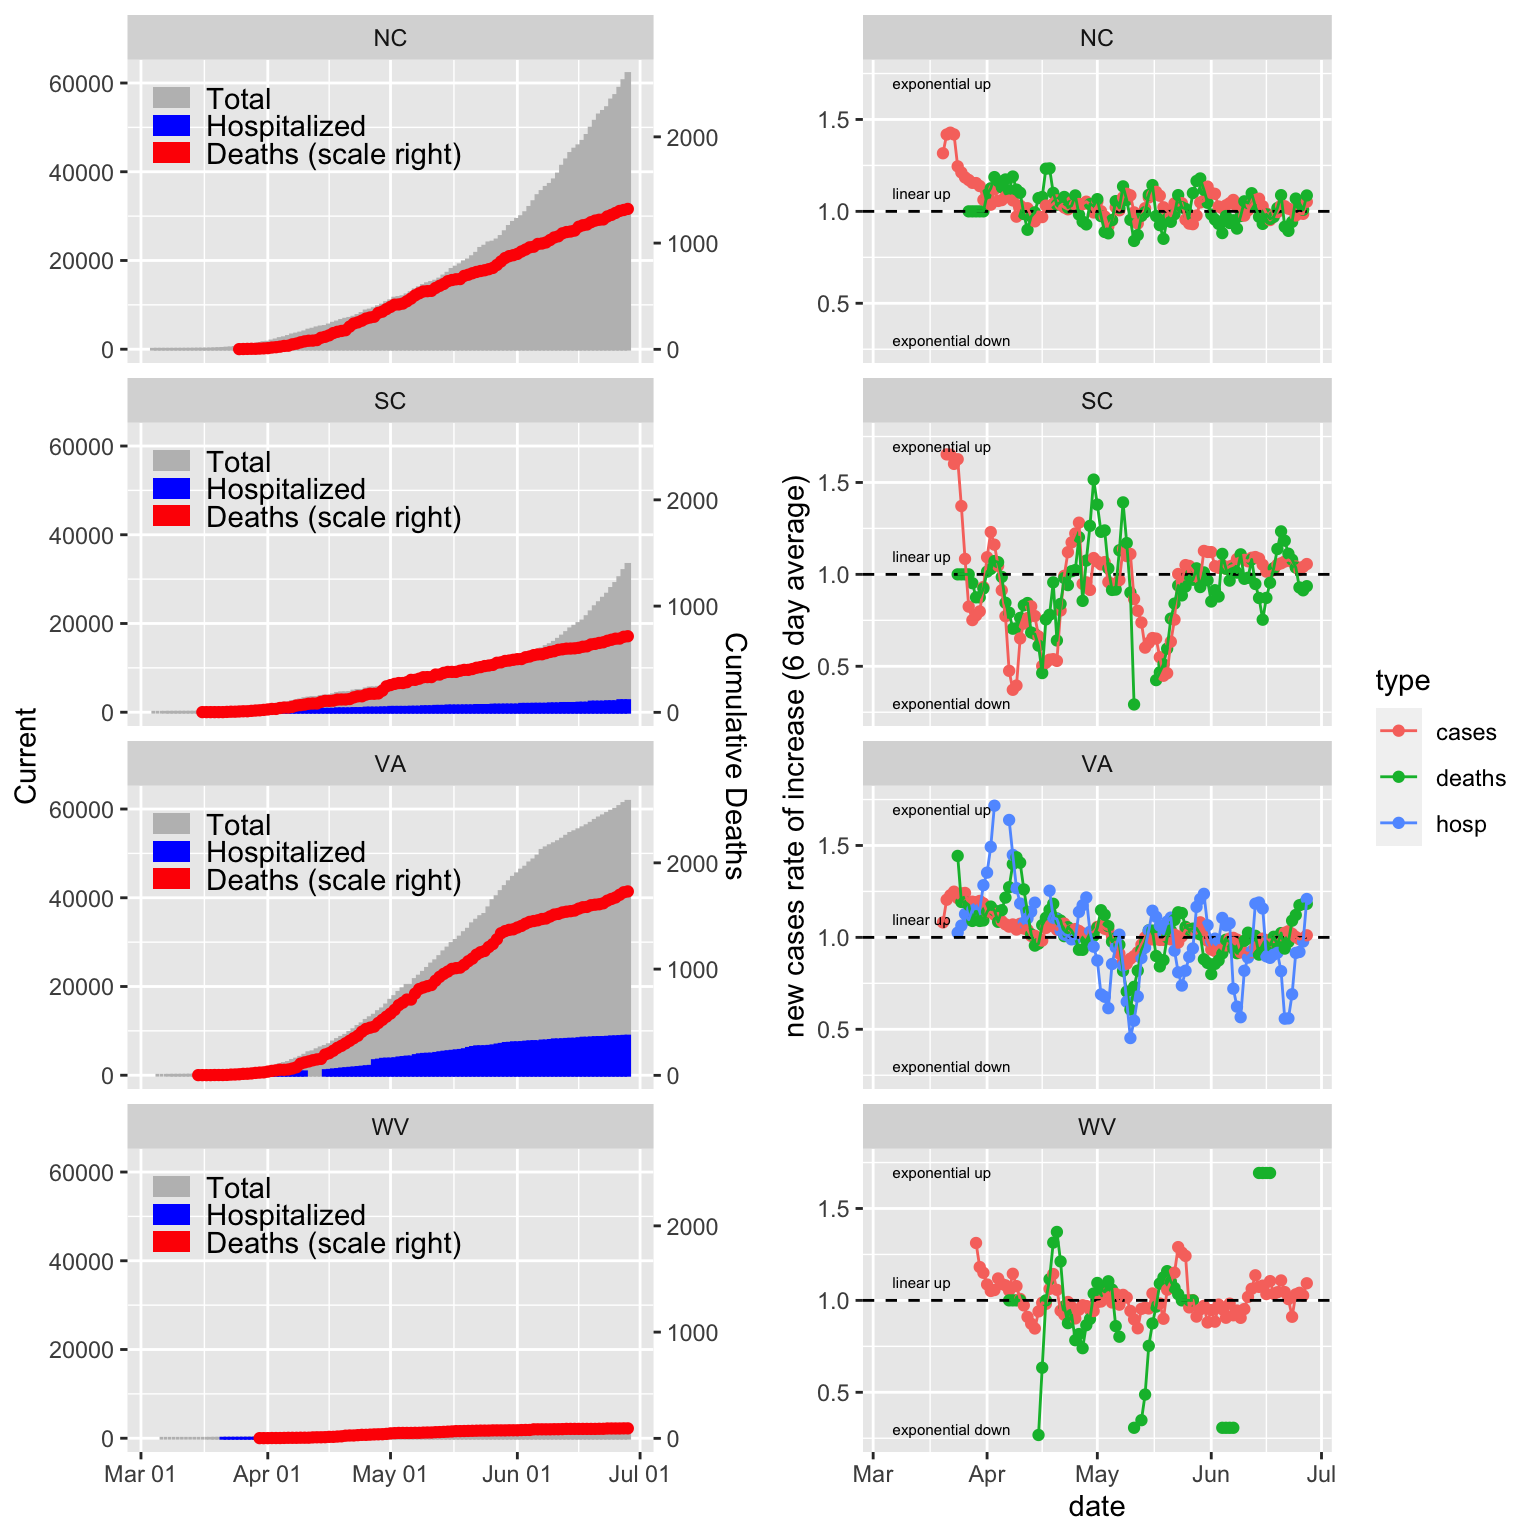 NC
60000
40000
20000
0
Total
Hospitalized
Deaths (scale right)
2000
1000
0
SC
60000
40000
20000
0
Total
Hospitalized
Deaths (scale right)
2000
1000
0
VA
60000
40000
20000
0
Total
Hospitalized
Deaths (scale right)
2000
1000
0
WV
60000
40000
20000
0
Total
Hospitalized
Deaths (scale right)
2000
1000
0
Mar 01
Apr 01
May 01
Jun 01
Jul 01
Current
Cumulative Deaths
NC
1.5
1.0
0.5
exponential up
linear up
exponential down
SC
1.5
1.0
0.5
exponential up
linear up
exponential down
VA
1.5
1.0
0.5
exponential up
linear up
exponential down
WV
1.5
1.0
0.5
exponential up
linear up
exponential down
Mar
Apr
May
Jun
Jul
date
new cases rate of increase (6 day average)
type
cases
deaths
hosp